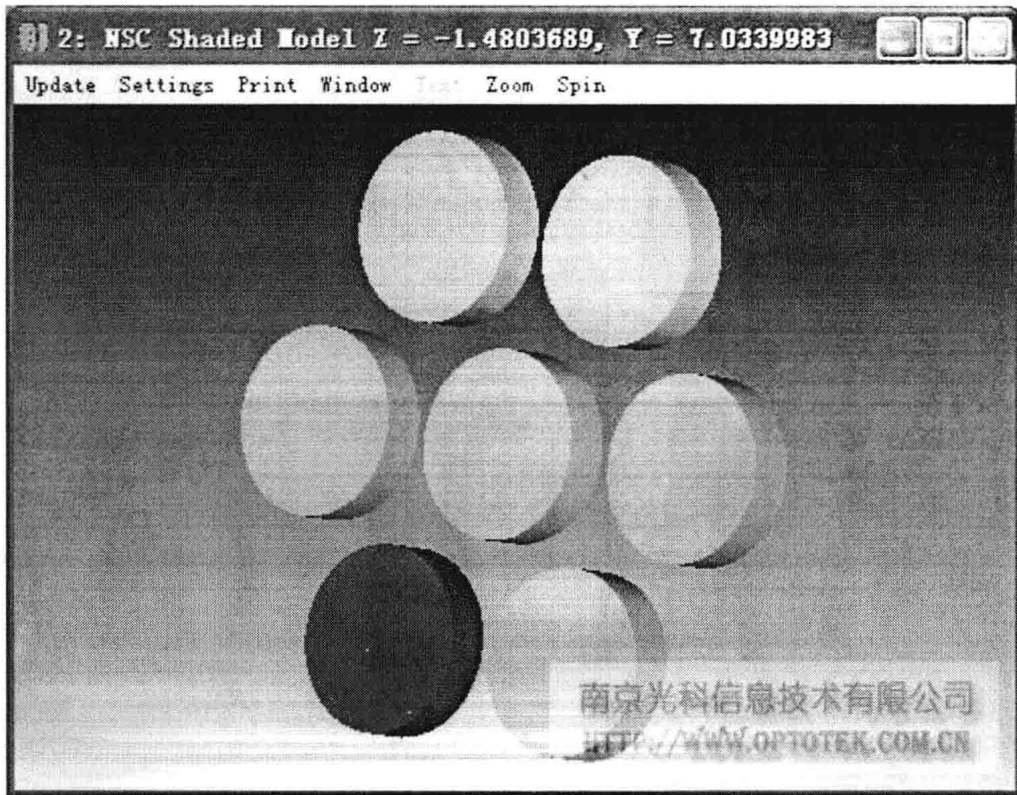 2: NSC Shaded Model Z = -1.4803689, Y = 7.0339983
Update Settings Print Window Text Zoom Spin
南京光科信息技术有限公司
HTTP://WWW.OPTOTEK.COM.CN